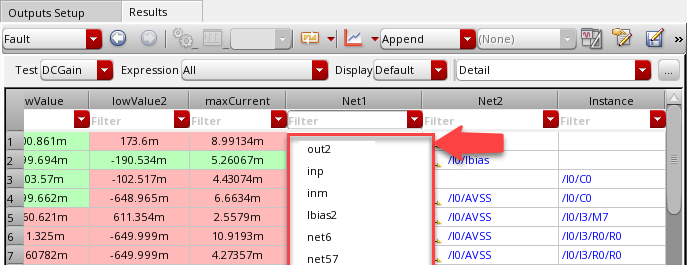 Outputs Setup Results
Fault Append (None)
Test DCGain Expression All Display Default Detail ...
wValue lowValue2 maxCurrent Net1 Net2 Instance
Filter Filter Filter Filter Filter
1 00.861m 173.6m 8.99134m
2 99.694m -190.534m 5.26067m /I0/Ibias
3 03.57m -102.517m 4.43074m /I0/C0
4 99.662m -648.965m 6.6634m /I0/AVSS /I0/C0
5 60.621m 611.354m 2.5579m /I0/AVSS /I0/I3/M7
6 1.325m -649.999m 10.9193m /I0/AVSS /I0/I3/R0/R0
7 60782m -649.999m 4.27357m /I0/AVSS /I0/I3/R0/R0
out2
inp
inm
Ibias2
net6
net57